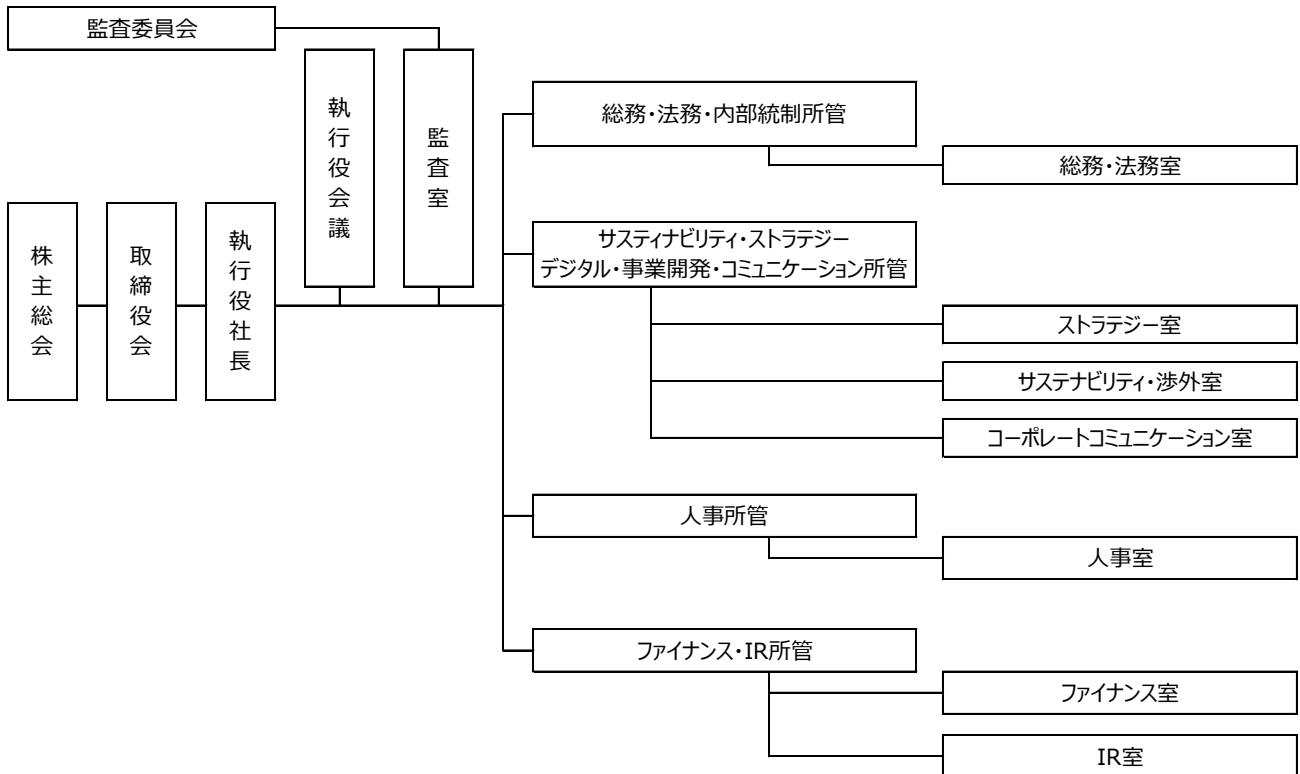 監査委員会
執行役会議
監査室
総務・法務・内部統制所管
総務・法務室
株主総会
取締役会
執行役社長
サスティナビリティ・ストラテジー
デジタル・事業開発・コミュニケーション所管
ストラテジー室
サステナビリティ・渉外室
コーポレートコミュニケーション室
人事所管
人事室
ファイナンス・IR所管
ファイナンス室
IR室